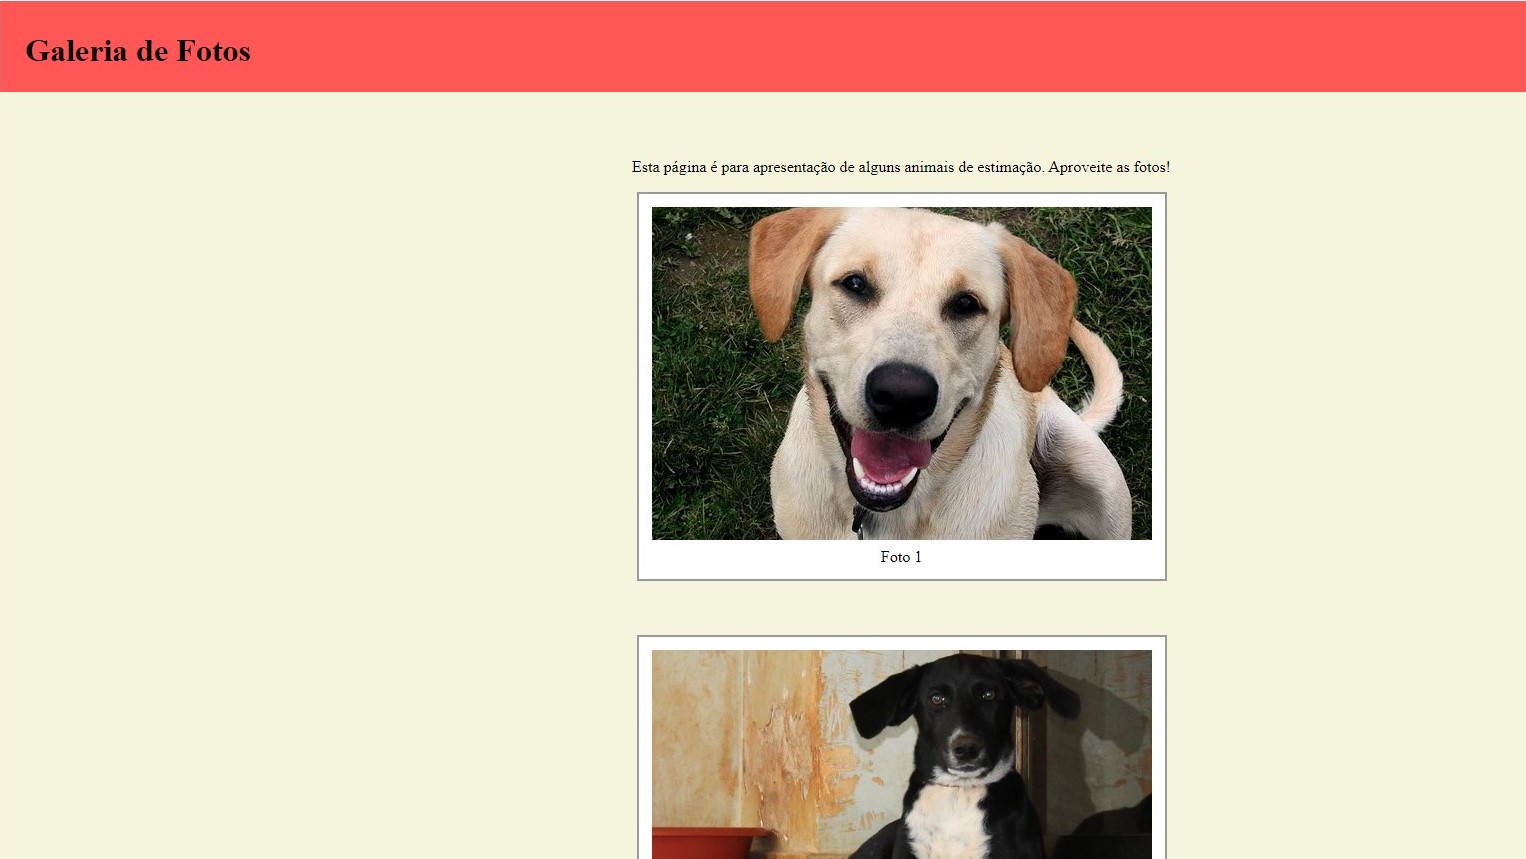 Galeria de Fotos
Esta página é para apresentação de alguns animais de estimação. Aproveite as fotos!
Foto 1